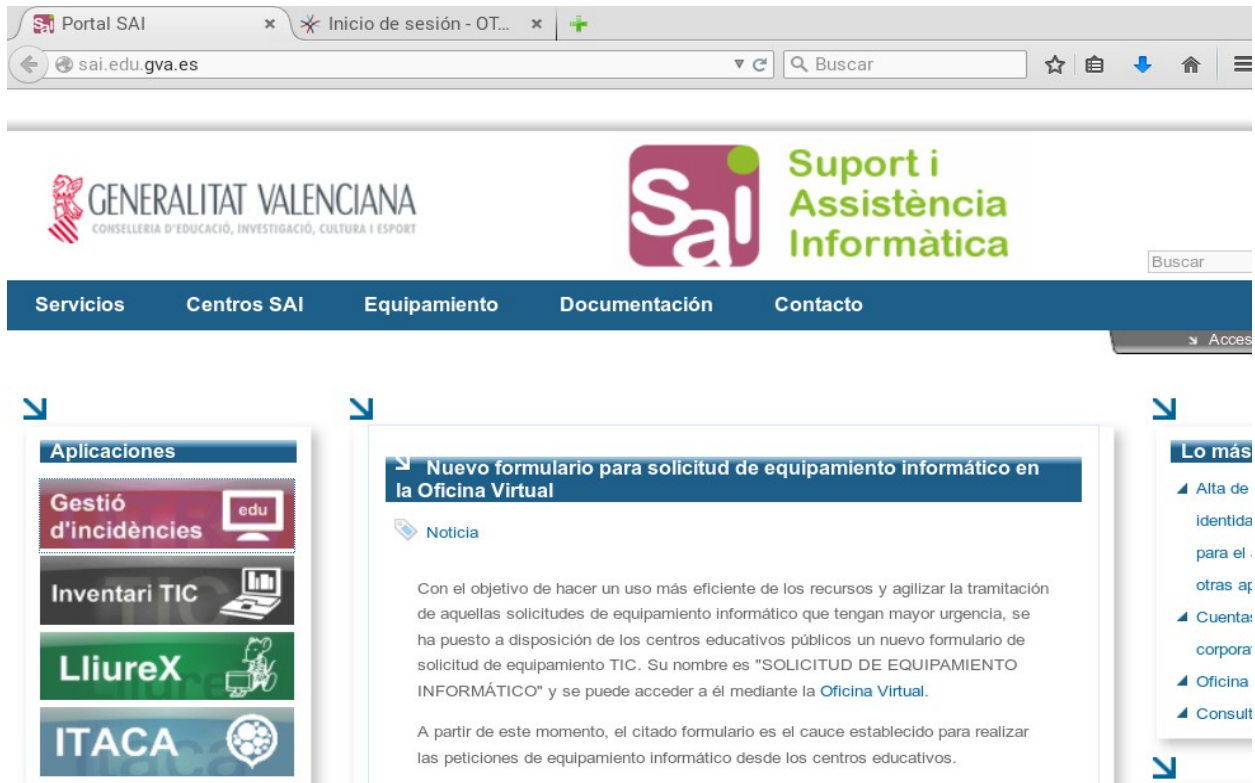 Portal SAI
Inicio de sesión - OT...
sai.edu.gva.es
Buscar
GENERALITAT VALENCIANA
CONSELLERIA D'EDUCACIÓ, INVESTIGACIÓ, CULTURA I ESPORT
Sai
Suport i
Assistència
Informàtica
Buscar
Servicios
Centros SAI
Equipamiento
Documentación
Contacto
Acces
Aplicaciones
Gestió
d'incidències
edu
Inventari TIC
LliureX
ITACA
Nuevo formulario para solicitud de equipamiento informático en
la Oficina Virtual
Noticia
Con el objetivo de hacer un uso más eficiente de los recursos y agilizar la tramitación
de aquellas solicitudes de equipamiento informático que tengan mayor urgencia, se
ha puesto a disposición de los centros educativos públicos un nuevo formulario de
solicitud de equipamiento TIC. Su nombre es "SOLICITUD DE EQUIPAMIENTO
INFORMÁTICO" y se puede acceder a él mediante la Oficina Virtual.
A partir de este momento, el citado formulario es el cauce establecido para realizar
las peticiones de equipamiento informático desde los centros educativos.
Lo más
Alta de
identida
para el
otras ap
Cuentas
corpora
Oficina
Consult